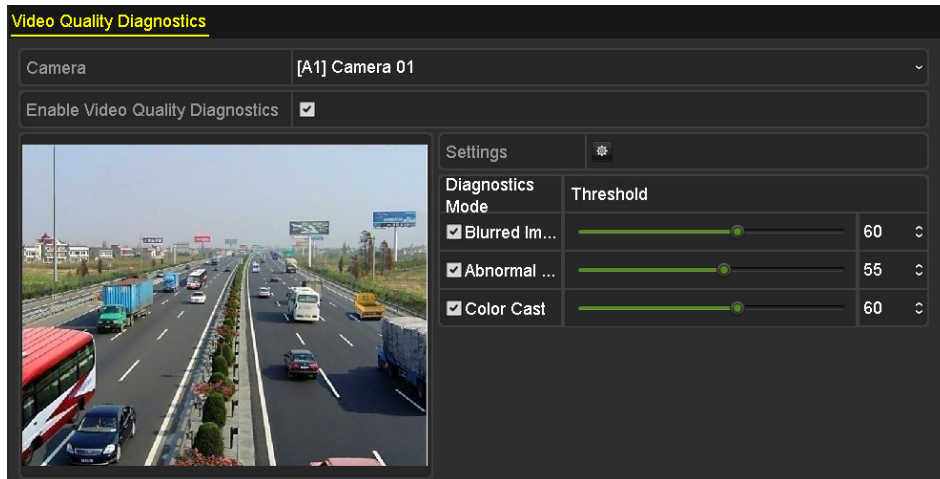 Video Quality Diagnostics
Camera
[A1] Camera 01
Enable Video Quality Diagnostics
Settings
Diagnostics
Mode
Threshold
Blurred Im...
60
Abnormal ...
55
Color Cast
60